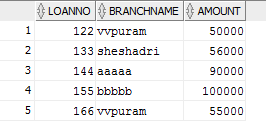 LOANNO BRANCHNAME AMOUNT
1 122 vvpuram 50000
2 133 sheshadri 56000
3 144 aaaaa 90000
4 155 bbbbb 100000
5 166 vvpuram 55000